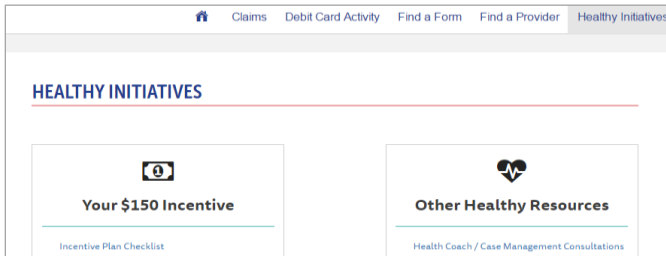 Claims Debit Card Activity Find a Form Find a Provider Healthy Initiatives
HEALTHY INITIATIVES
1
Your $150 Incentive
Other Healthy Resources
Incentive Plan Checklist
Health Coach / Case Management Consultations